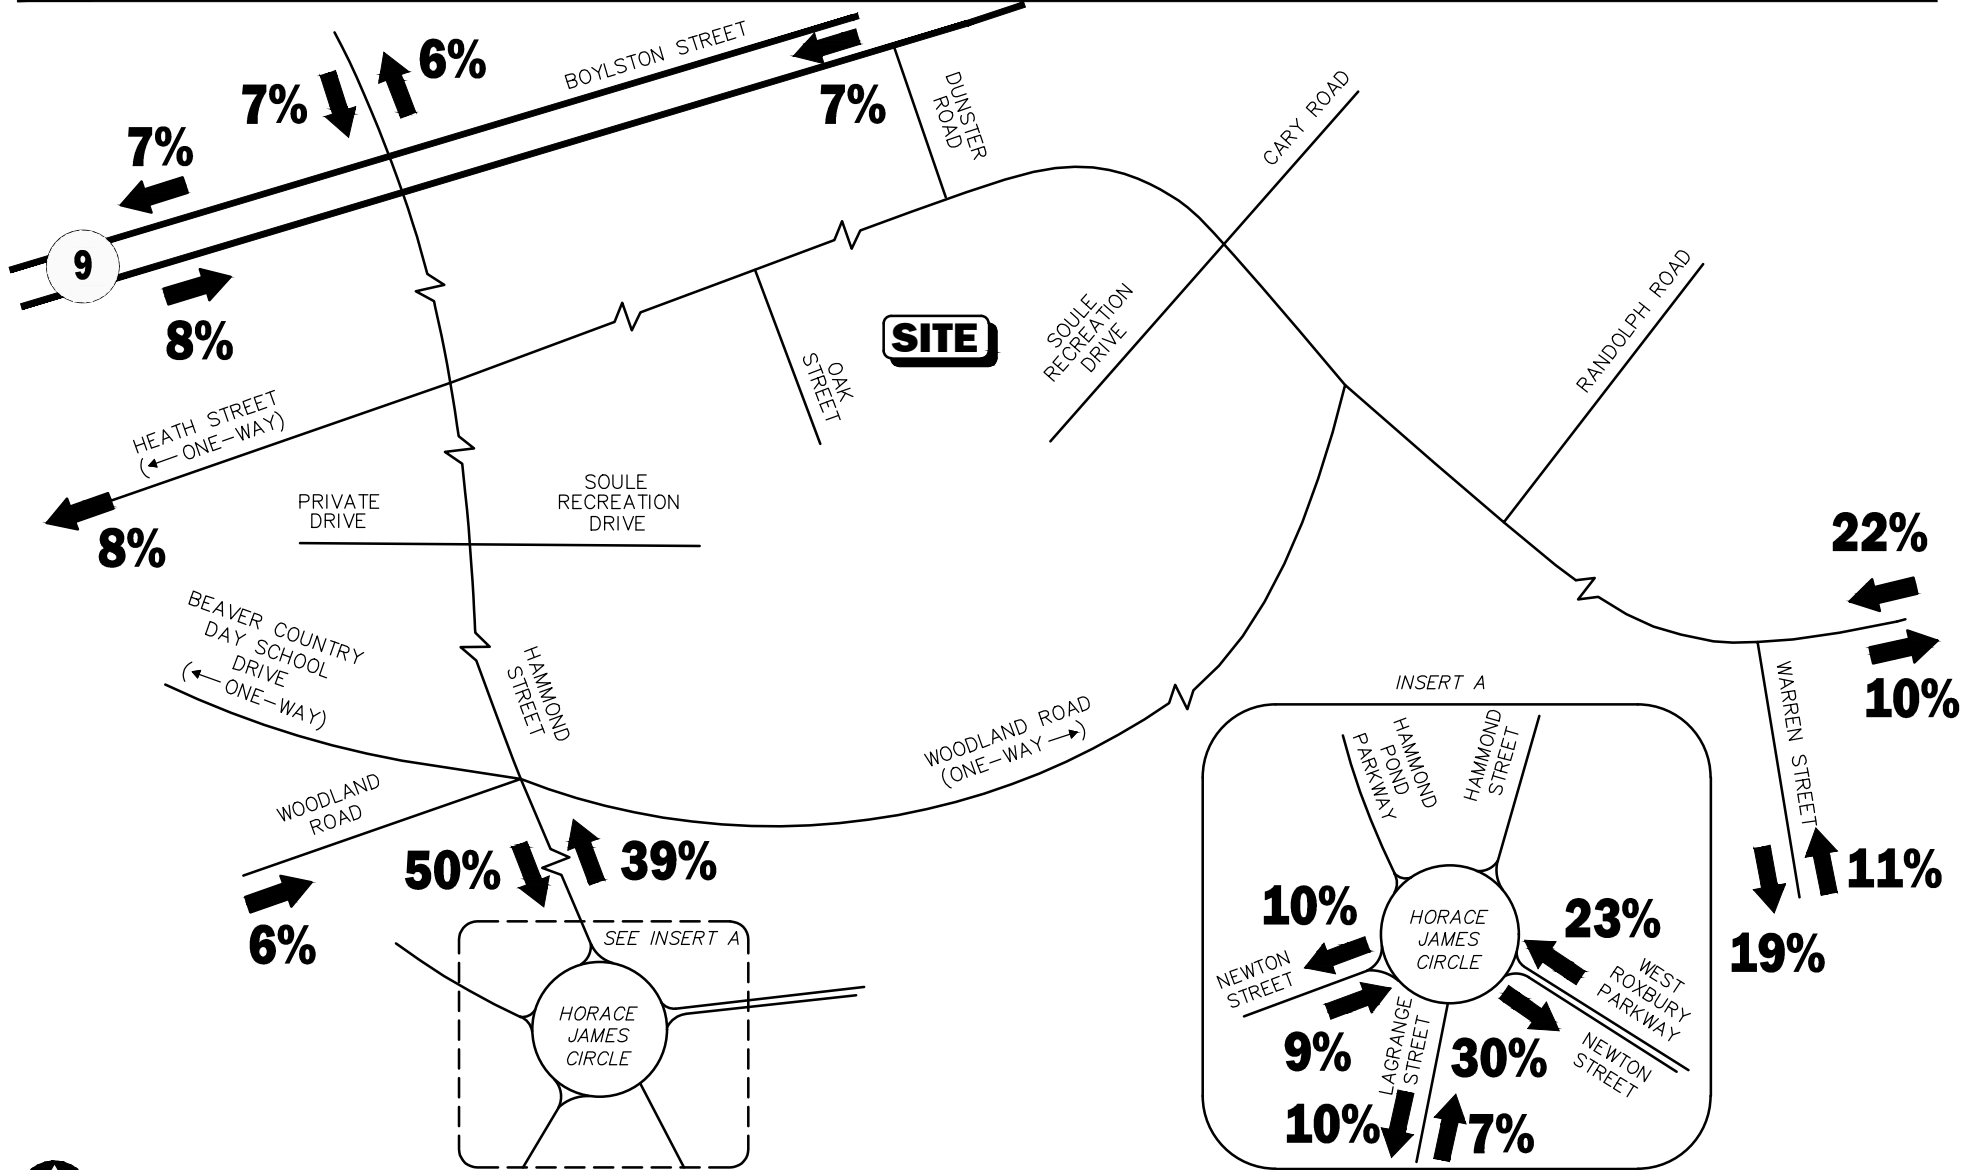 6%
BOYLSTON STREET
7%
7%
7%
DUNSTER
ROAD
CARY ROAD
9
8%
SITE
SOULE
RECREATION
DRIVE
RANDOLPH ROAD
OAK
STREET
HEATH STREET
(← ONE-WAY)
8%
PRIVATE
DRIVE
SOULE
RECREATION
DRIVE
22%
10%
BEAVER COUNTRY
DAY SCHOOL
DRIVE
(← ONE-WAY)
HAMMOND
STREET
WOODLAND ROAD
(ONE-WAY →)
WOODLAND
ROAD
6%
50%
39%
WARREN STREET
11%
19%
SEE INSERT A
HORACE
JAMES
CIRCLE
INSERT A
HAMMOND
POND
PARKWAY
HAMMOND
STREET
10%
HORACE
JAMES
CIRCLE
23%
NEWTON
STREET
WEST
ROXBURY
PARKWAY
9%
LAGRANGE
STREET
30%
NEWTON
STREET
10%
7%